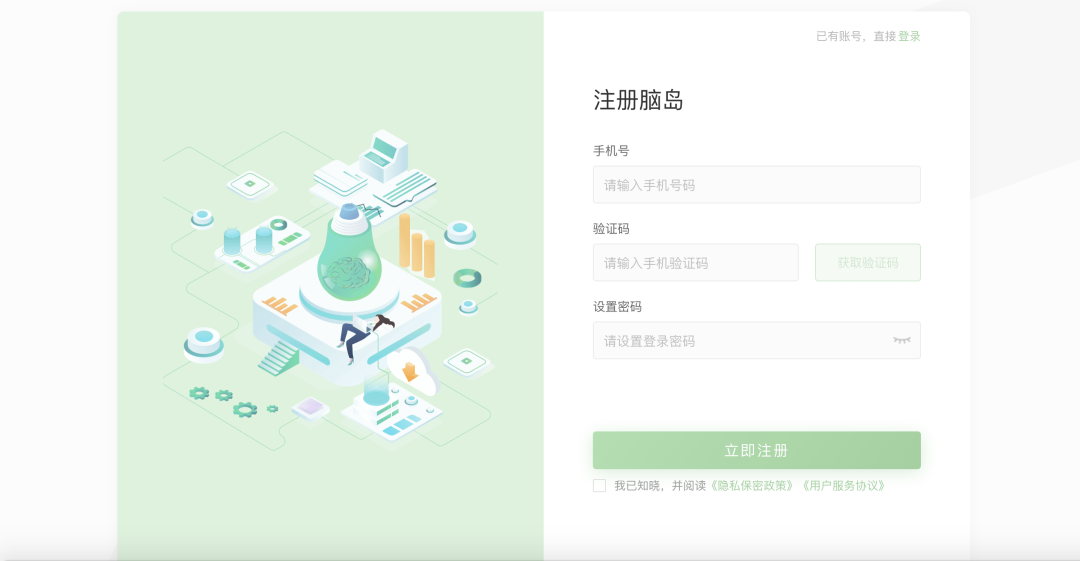 已有账号，直接登录
注册脑岛
手机号
请输入手机号码
验证码
请输入手机验证码
获取验证码
设置密码
请设置登录密码
立即注册
我已知晓，并阅读《隐私保密政策》《用户服务协议》